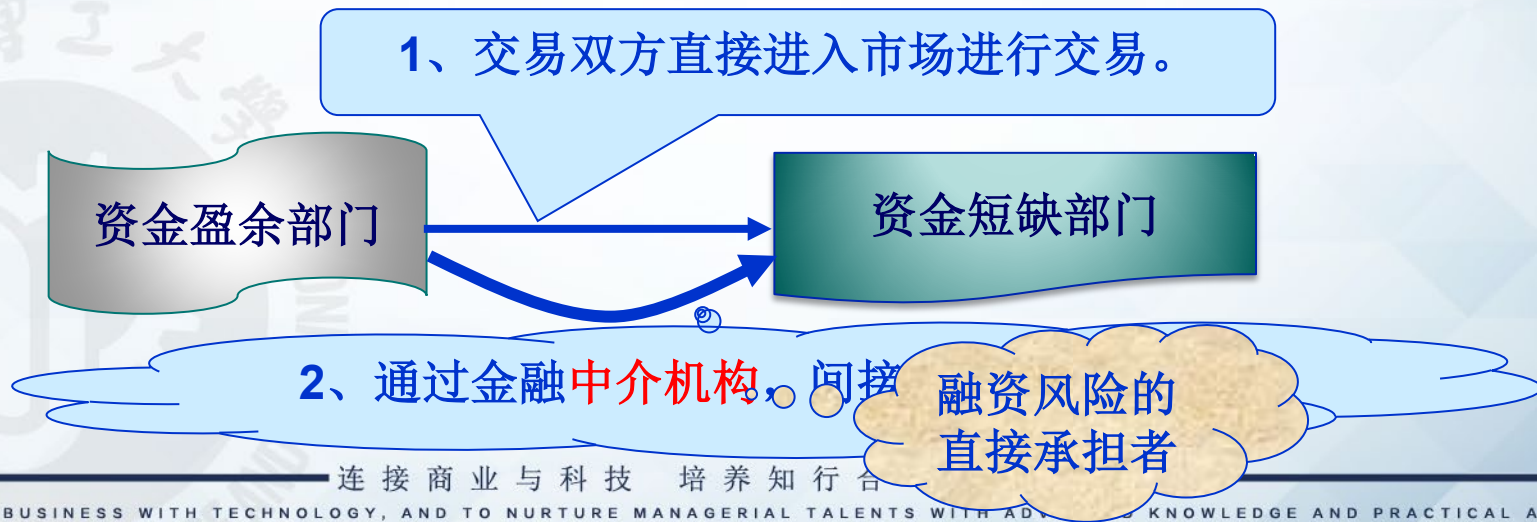 1、交易双方直接进入市场进行交易。
资金盈余部门
资金短缺部门
2、通过金融中介机构，间接
融资风险的
直接承担者
连接商业与科技 培养知行合
BUSINESS WITH TECHNOLOGY, AND TO NURTURE MANAGERIAL TALENTS WITH ADV KNOWLEDGE AND PRACTICAL A